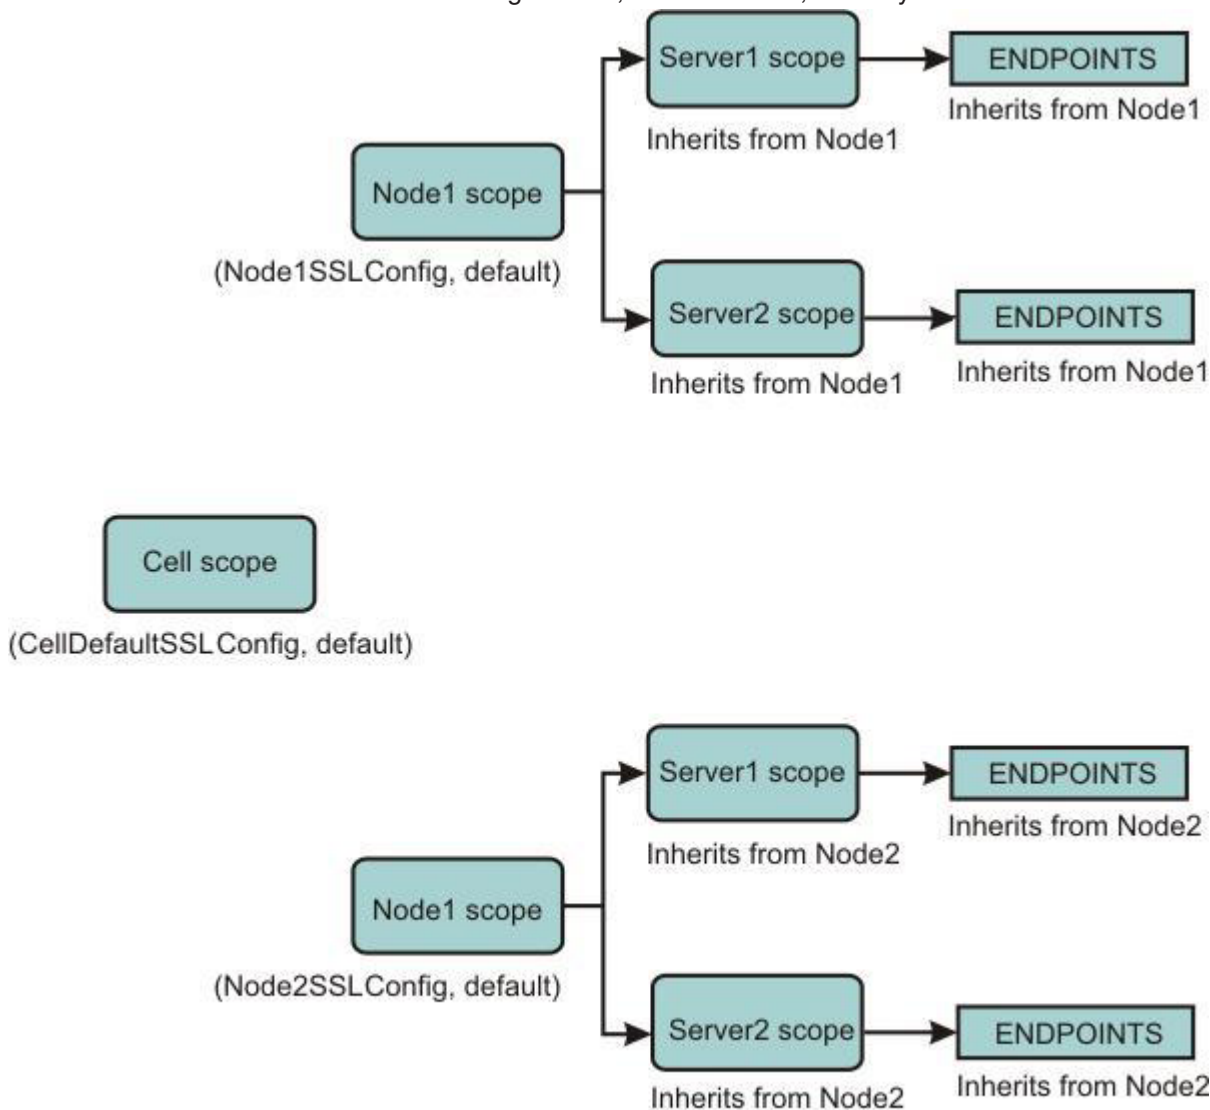 Server1 scope
ENDPOINTS
Inherits from Node1
Inherits from Node1
Node1 scope
(Node1SSLConfig, default)
Server2 scope
ENDPOINTS
Inherits from Node1
Inherits from Node1
Cell scope
(CellDefaultSSLConfig, default)
Server1 scope
ENDPOINTS
Inherits from Node2
Inherits from Node2
Node1 scope
(Node2SSLConfig, default)
Server2 scope
ENDPOINTS
Inherits from Node2
Inherits from Node2